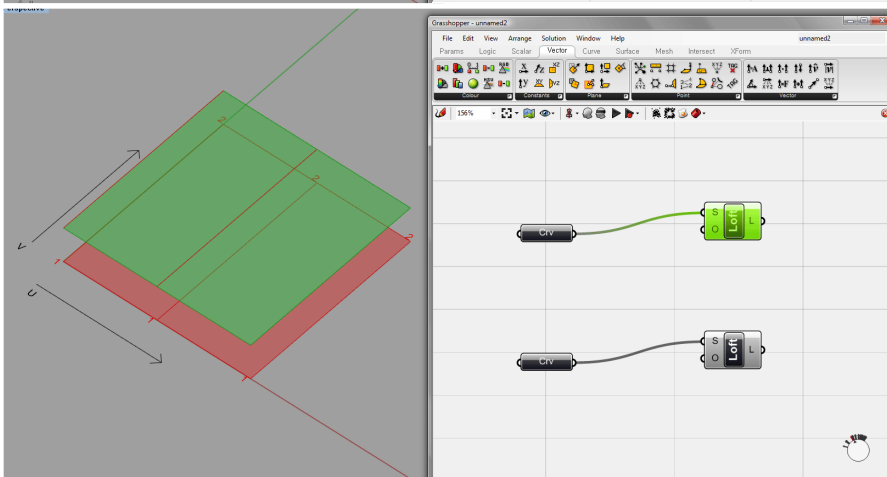 Perspective
Grasshopper - unnamed2
File Edit View Arrange Solution Window Help unnamed2
Params Logic Scalar Vector Curve Surface Mesh Intersect XForm
Colour Constants Plane Point Vector
156%
2
2
2
v
1
u
1
1
Crv
S
O
Loft
L
Crv
S
O
Loft
L